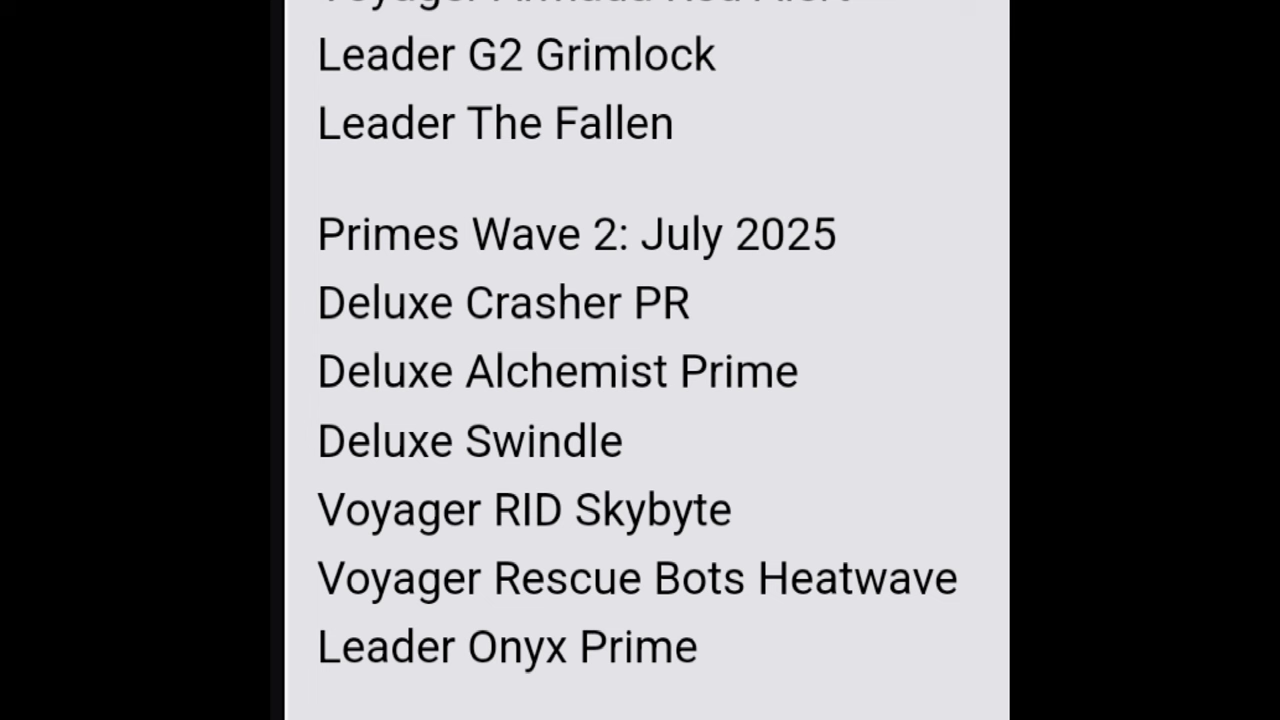 Leader G2 Grimlock
Leader The Fallen
Primes Wave 2: July 2025
Deluxe Crasher PR
Deluxe Alchemist Prime
Deluxe Swindle
Voyager RID Skybyte
Voyager Rescue Bots Heatwave
Leader Onyx Prime